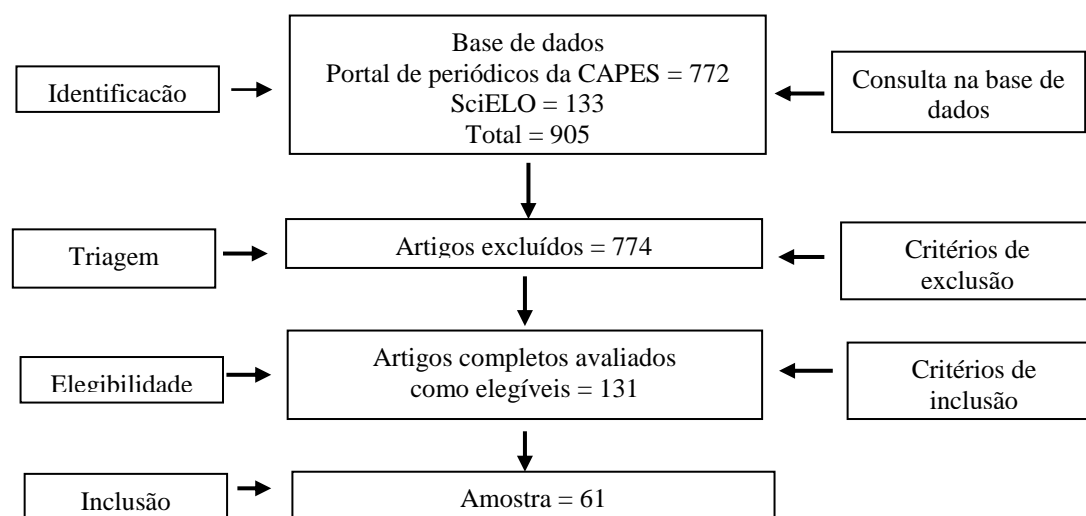 Base de dados
Portal de periódicos da CAPES = 772
SciELO = 133
Total = 905
Identificação
Consulta na base de
dados
Triagem
Artigos excluídos = 774
Critérios de
exclusão
Elegibilidade
Artigos completos avaliados
como elegíveis = 131
Critérios de
inclusão
Inclusão
Amostra = 61